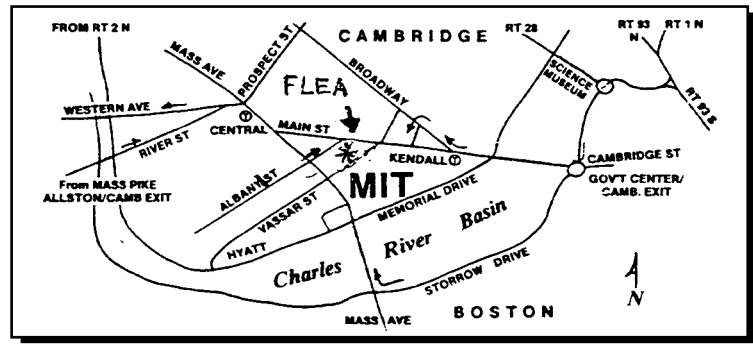 FROM RT 2 N
MASS AVE
PROSPECT ST
CAMBRIDGE
RT 28
RT 93
N
RT 1 N
FLEA
BROADWAY
SCIENCE
MUSEUM
RT 93 S
WESTERN AVE
T
CENTRAL
MAIN ST
RIVER ST
KENDALL T
CAMBRIDGE ST
GOV'T CENTER/
CAMB. EXIT
From MASS PIKE
ALLSTON/CAMB EXIT
ALBANY ST
MIT
VASSAR ST
MEMORIAL DRIVE
HYATT
Charles River Basin
STORROW DRIVE
MASS AVE
BOSTON
N